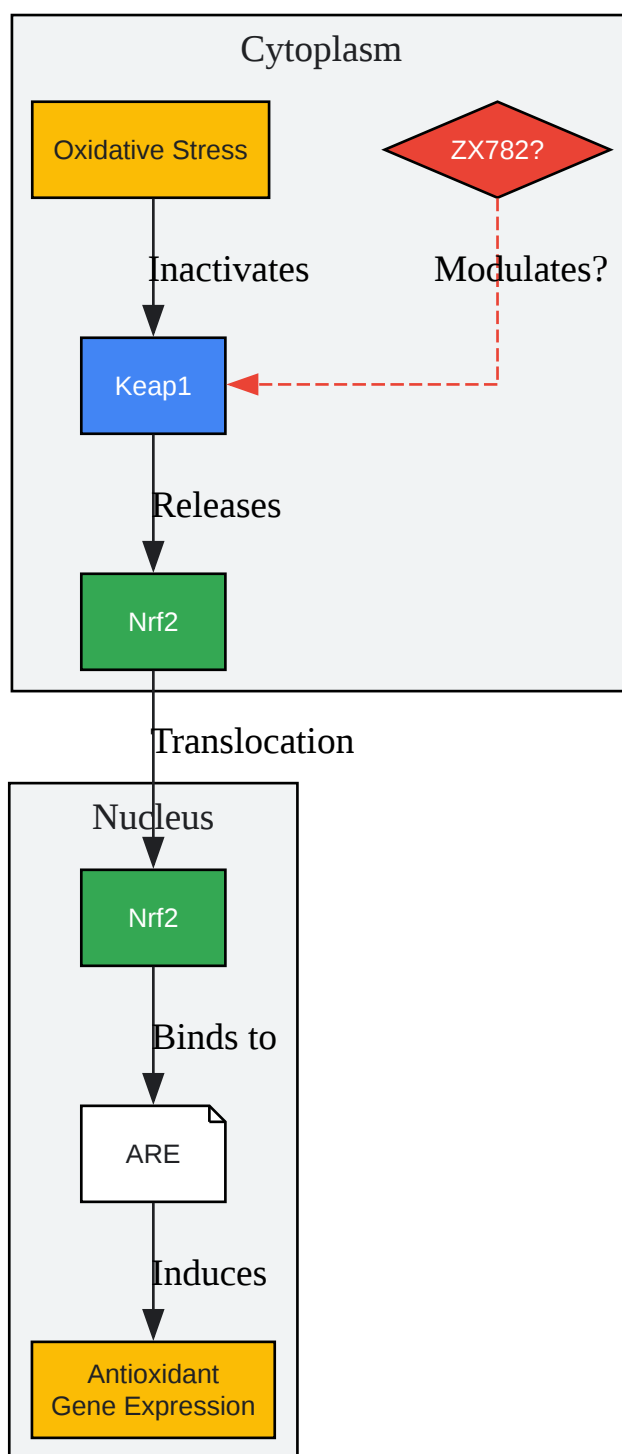 Cytoplasm
Oxidative Stress
ZX782?
Inactivates
Modulates?
Keap1
Releases
Nrf2
Translocation
Nucleus
Nrf2
Binds to
ARE
Induces
Antioxidant
Gene Expression